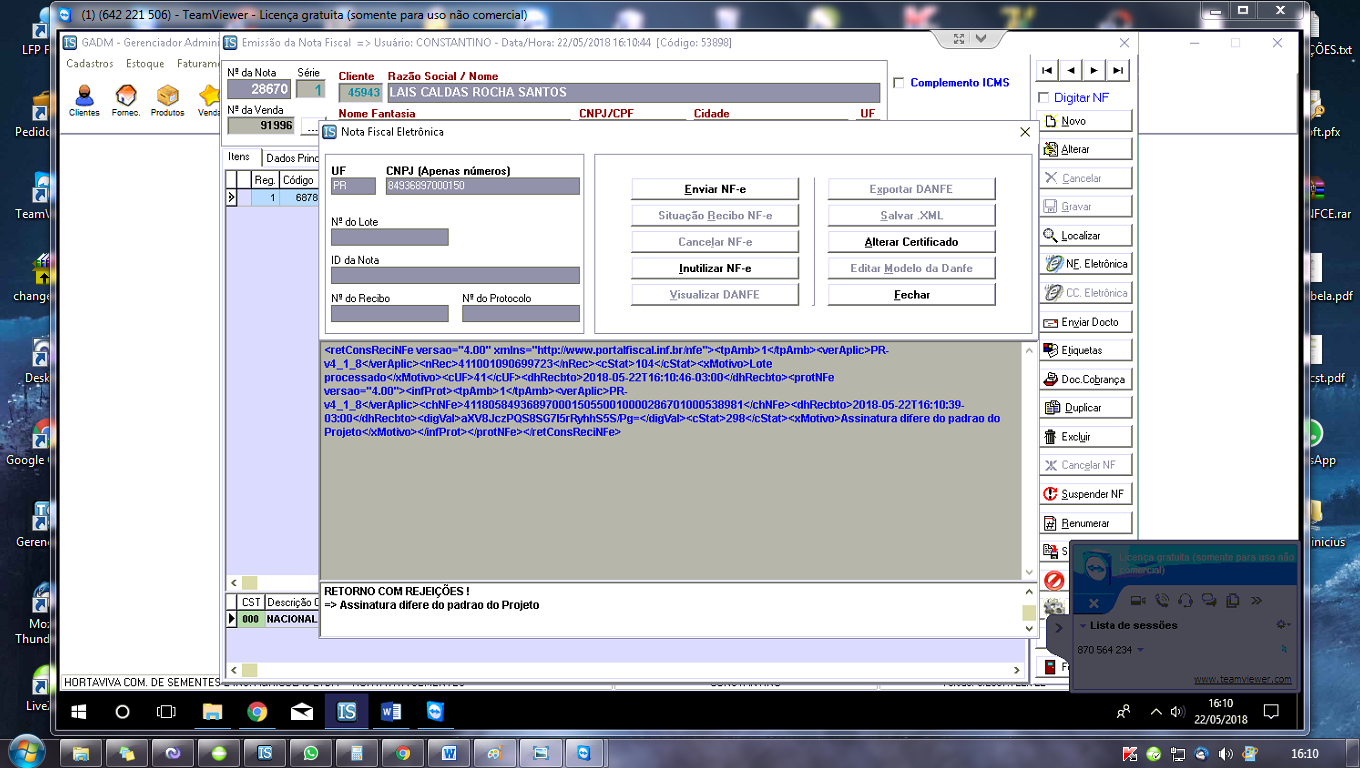 (1) (642 221 506) - TeamViewer - Licença gratuita (somente para uso não comercial)
GADM - Gerenciador Admini
Emissão da Nota Fiscal => Usuário: CONSTANTINO - Data/Hora: 22/05/2018 16:10:44 [Código: 53898]
Cadastros Estoque Faturame
Clientes Fornec. Produtos Venda
Nº da Nota Série
28670 1
Nº da Venda
91996 ...
Cliente Razão Social / Nome
45943 LAIS CALDAS ROCHA SANTOS
Nome Fantasia CNPJ/CPF Cidade UF
Complemento ICMS
Digitar NF
Itens Dados Princ
Reg. Código
1 6878
Nota Fiscal Eletrônica
UF CNPJ (Apenas números)
PR 84936897000150
Nº do Lote
ID da Nota
Nº do Recibo Nº do Protocolo
Enviar NF-e Exportar DANFE
Situação Recibo NF-e Salvar .XML
Cancelar NF-e Alterar Certificado
Inutilizar NF-e Editar Modelo da Danfe
Visualizar DANFE Fechar
<retConsReciNFe versao="4.00" xmlns="http://www.portalfiscal.inf.br/nfe"><tpAmb>1</tpAmb><verAplic>PR-
v4_1_8</verAplic><nRec>411001090699723</nRec><cStat>104</cStat><xMotivo>Lote
processado</xMotivo><cUF>41</cUF><dhRecbto>2018-05-22T16:10:46-03:00</dhRecbto><protNFe
versao="4.00"><infProt><tpAmb>1</tpAmb><verAplic>PR-
v4_1_8</verAplic><chNFe>41180584936897000150550010000286701000538981</chNFe><dhRecbto>2018-05-22T16:10:39-
03:00</dhRecbto><digVal>aXV8JczPQS8SG7I5rRyhhS5S/Pg=</digVal><cStat>298</cStat><xMotivo>Assinatura difere do padrao do
Projeto</xMotivo></infProt></protNFe></retConsReciNFe>
RETORNO COM REJEIÇÕES !
=> Assinatura difere do padrao do Projeto
Novo
Alterar
Cancelar
Gravar
Localizar
NF. Eletrônica
CC. Eletrônica
Enviar Docto
Etiquetas
Doc.Cobrança
Duplicar
Excluir
Cancelar NF
Suspender NF
Renumerar
CST Descrição C
000 NACIONAL
Licença gratuita (somente para uso não
comercial)
Lista de sessões
870 564 234
www.teamviewer.com
HORTAVIVA COM. DE SEMENTES
16:10
22/05/2018
LFP F
Pedido
TeamV
change
Desk
Google C
Geren
Moz
Thund
LiveZ
ÇÕES.txt
oft.pfx
NFCE.rar
bela.pdf
cst.pdf
sApp
inicius
16:10